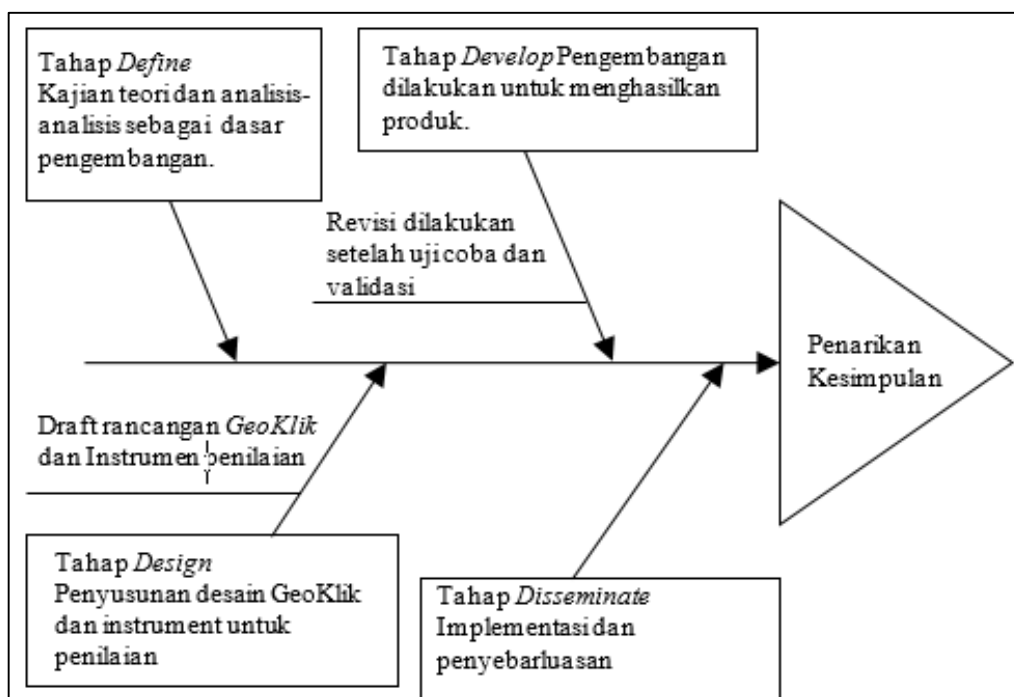 Tahap Define
Kajian teori dan analisis-
analisis sebagai dasar
pengembangan.
Tahap Develop Pengembangan
dilakukan untuk menghasilkan
produk.
Revisi dilakukan
setelah uji coba dan
validasi
Penarikan
Kesimpulan
Draft rancangan GeoKlik
dan Instrumen penilaian
Tahap Design
Penyusunan desain GeoKlik
dan instrument untuk
penilaian
Tahap Disseminate
Implementasi dan
penyebarluasan